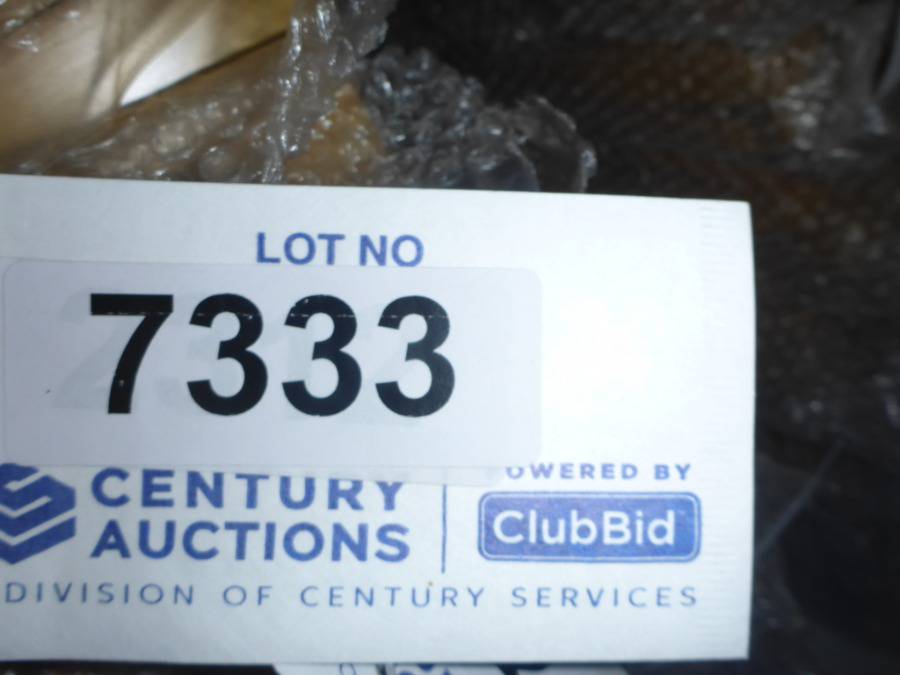 LOT NO
7333
CENTURY
AUCTIONS
OWERED BY
ClubBid
DIVISION OF CENTURY SERVICES